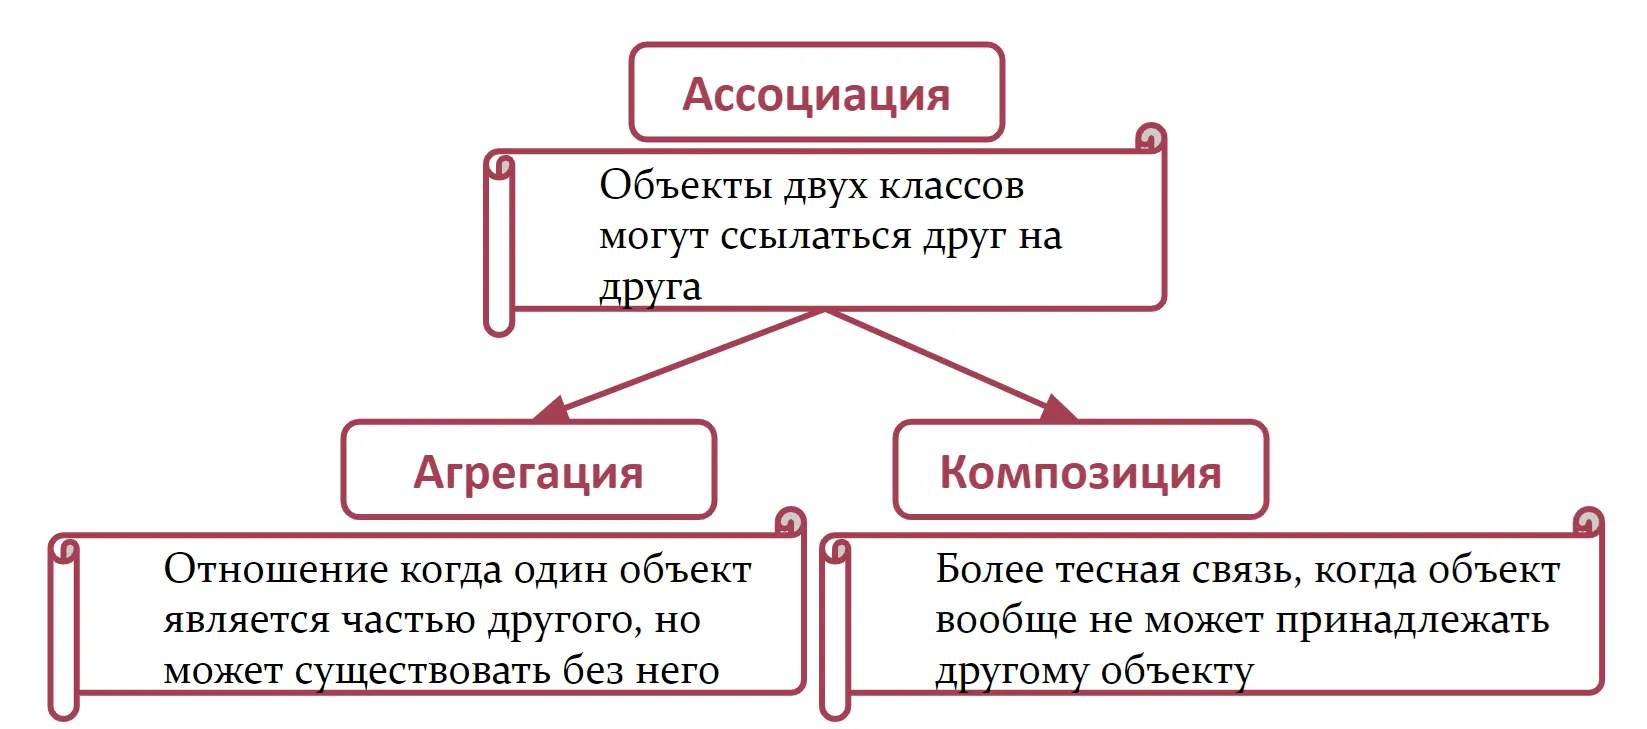 Ассоциация
Объекты двух классов
могут ссылаться друг на
друга
Агрегация
Отношение когда один объект
является частью другого, но
может существовать без него
Композиция
Более тесная связь, когда объект
вообще не может принадлежать
другому объекту